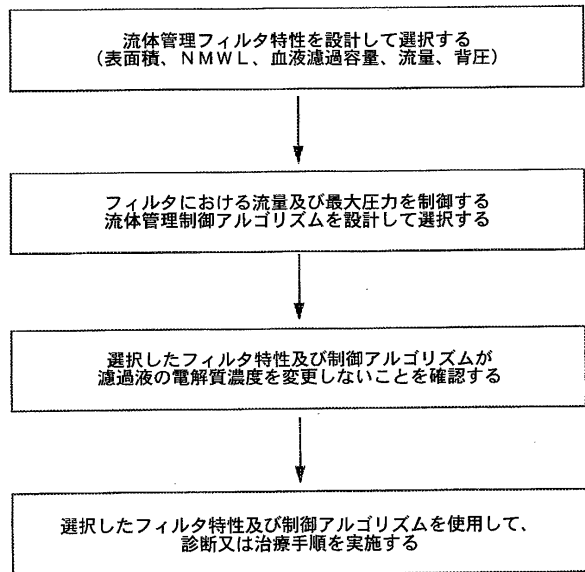 流体管理フィルタ特性を設計して選択する
(表面積、ＮＭＷＬ、血液濾過容量、流量、背圧)
フィルタにおける流量及び最大圧力を制御する
流体管理制御アルゴリズムを設計して選択する
選択したフィルタ特性及び制御アルゴリズムが
濾過液の電解質濃度を変更しないことを確認する
選択したフィルタ特性及び制御アルゴリズムを使用して、
診断又は治療手順を実施する